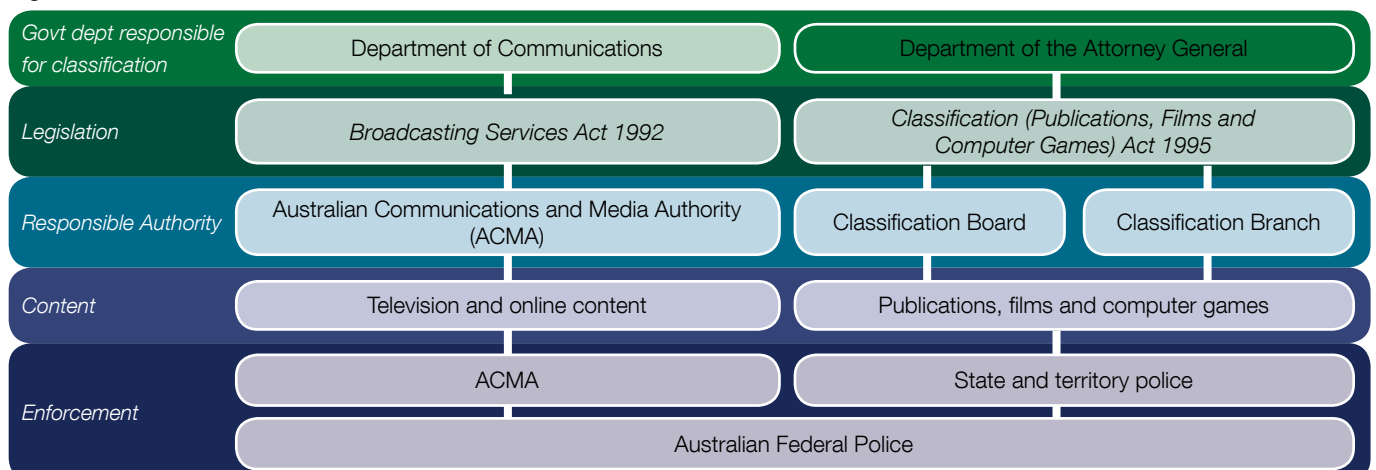 Govt dept responsible
for classification
Department of Communications
Department of the Attorney General
Legislation
Broadcasting Services Act 1992
Classification (Publications, Films and
Computer Games) Act 1995
Responsible Authority
Australian Communications and Media Authority
(ACMA)
Classification Board
Classification Branch
Content
Television and online content
Publications, films and computer games
Enforcement
ACMA
State and territory police
Australian Federal Police